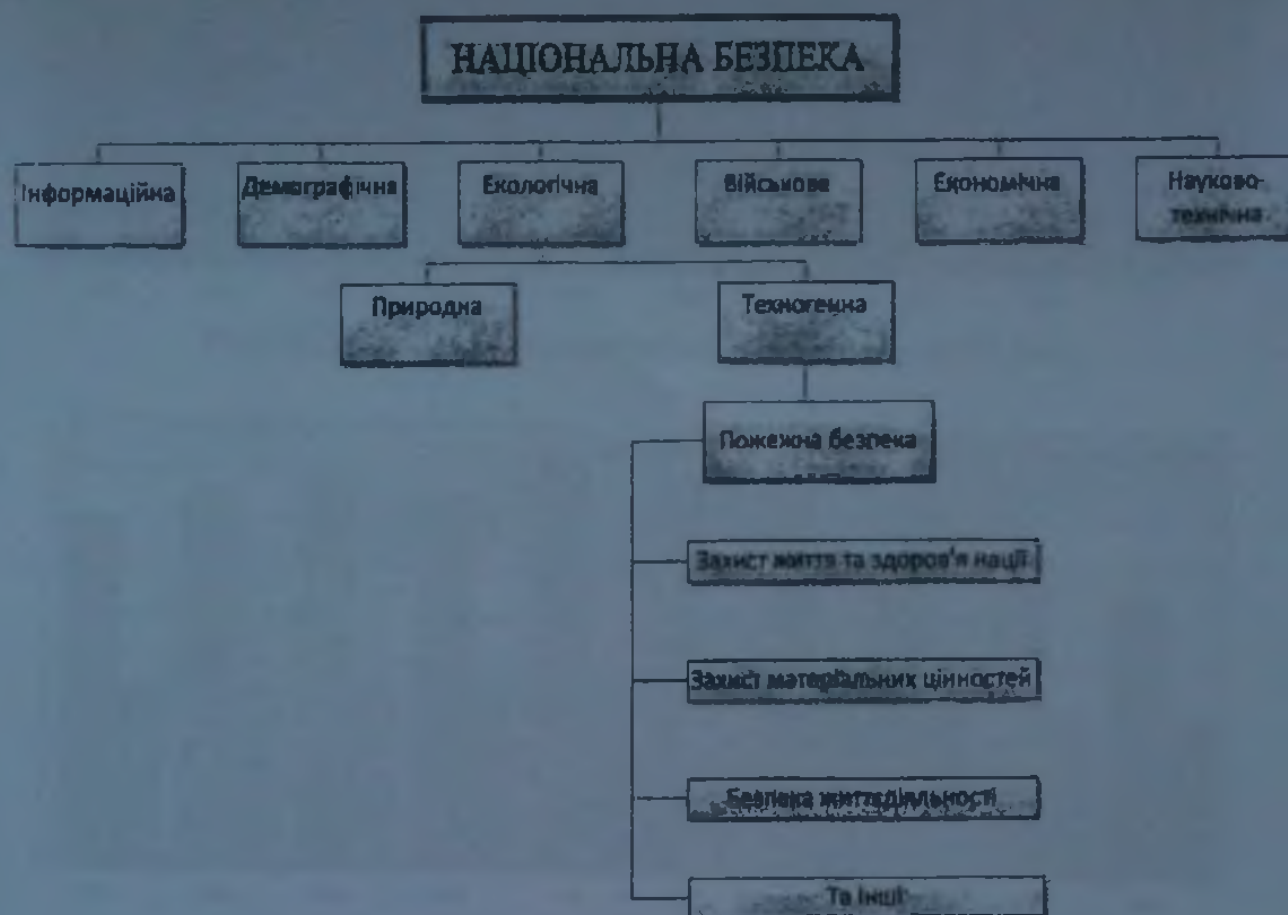 НАЦІОНАЛЬНА БЕЗПЕКА
Інформаційна
Демографічна
Екологічна
Військова
Економічна
Науково-
технічна
Природна
Техногенна
Пожежна безпека
Захист життя та здоров'я нації
Захист матеріальних цінностей
Безпека життєдіяльності
Та інші